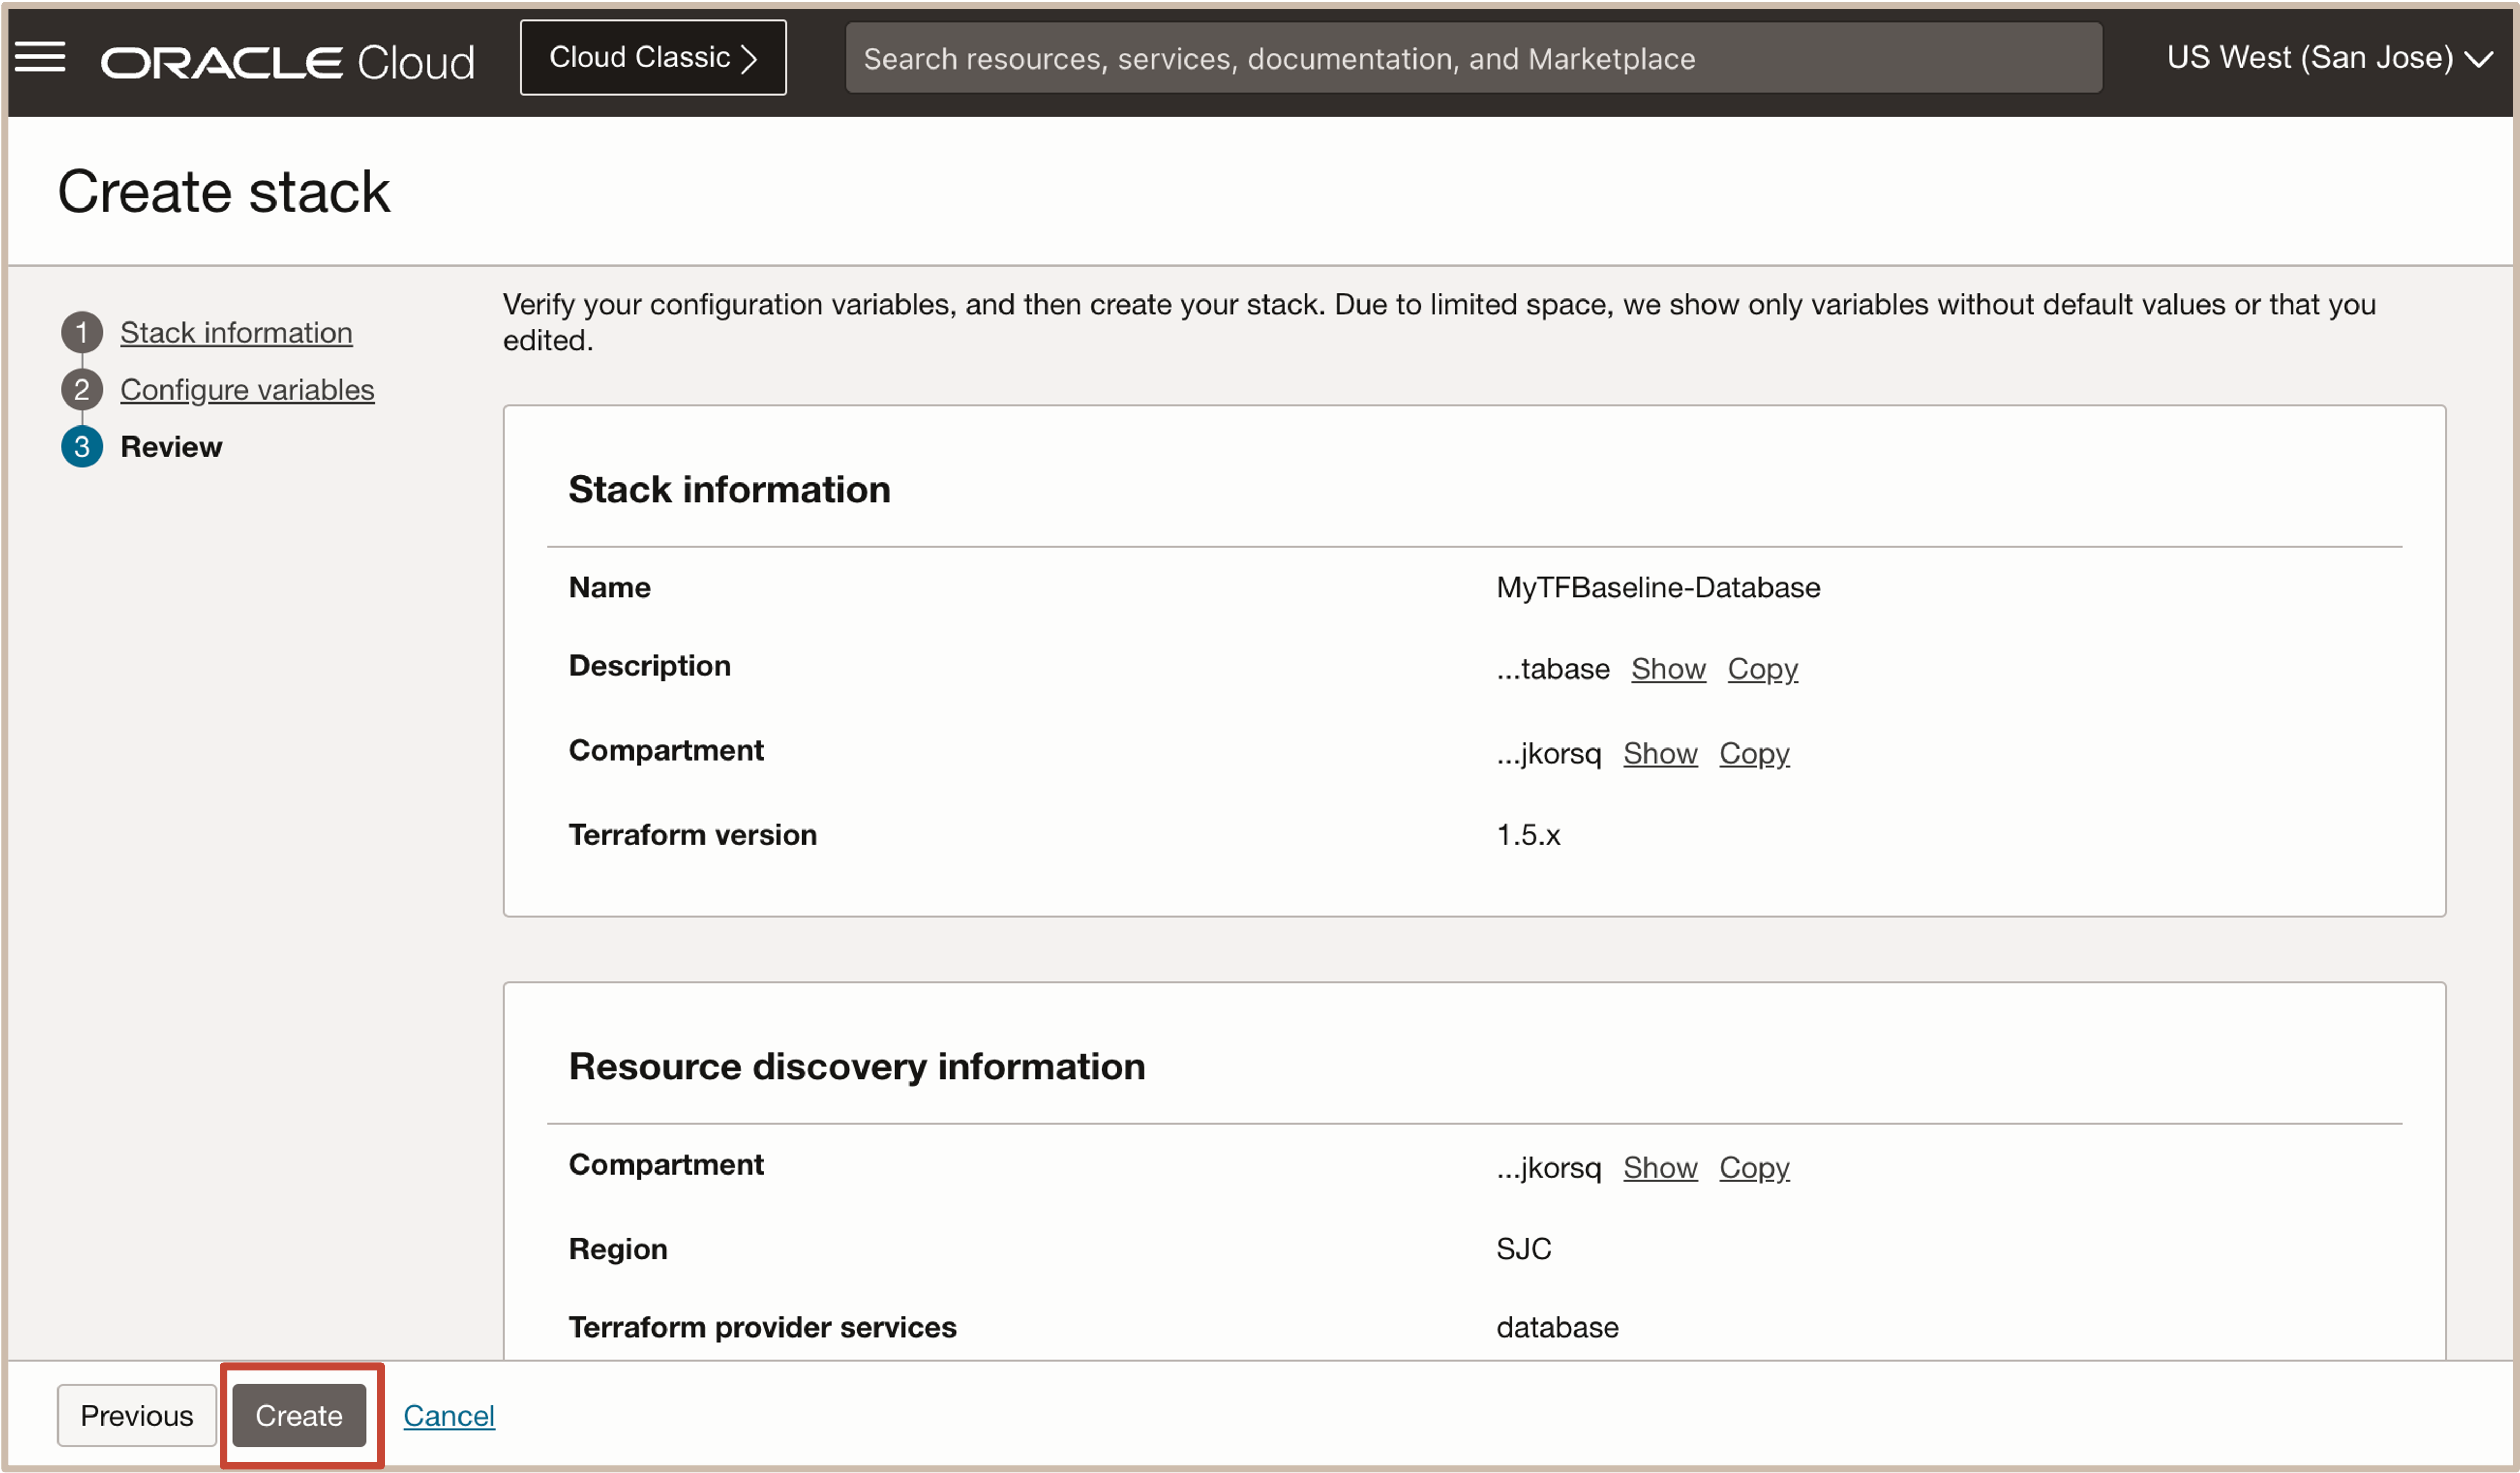 ORACLE Cloud
Cloud Classic
Search resources, services, documentation, and Marketplace
US West (San Jose)
Create stack
1 Stack information
2 Configure variables
3 Review
Verify your configuration variables, and then create your stack. Due to limited space, we show only variables without default values or that you
edited.
Stack information
Name MyTFBaseline-Database
Description ...tabase Show Copy
Compartment ...jkorsq Show Copy
Terraform version 1.5.x
Resource discovery information
Compartment ...jkorsq Show Copy
Region SJC
Terraform provider services database
Previous Create Cancel